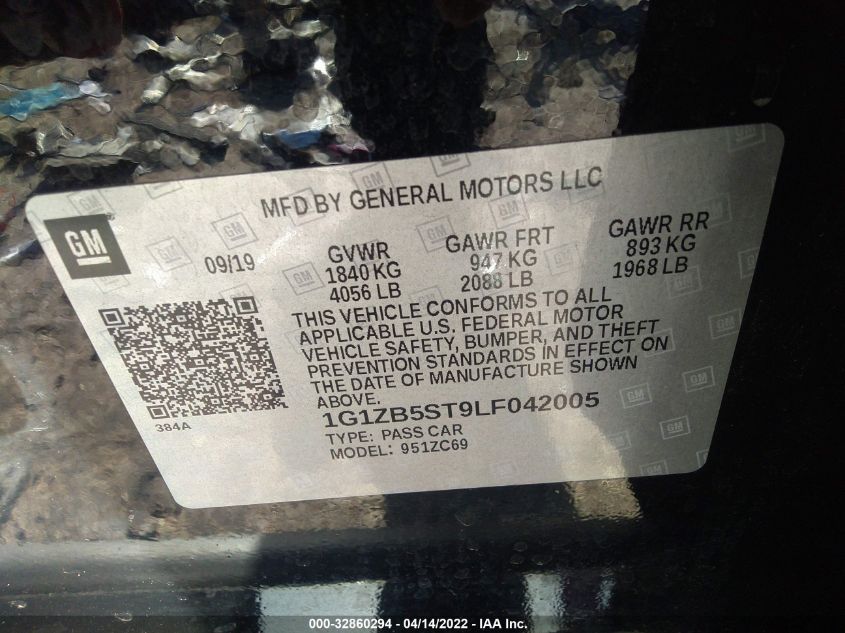 MFD BY GENERAL MOTORS LLC
GM
09/19
GVWR
1840 KG
4056 LB
GAWR FRT
947 KG
2088 LB
GAWR RR
893 KG
1968 LB
THIS VEHICLE CONFORMS TO ALL
APPLICABLE U.S. FEDERAL MOTOR
VEHICLE SAFETY, BUMPER, AND THEFT
PREVENTION STANDARDS IN EFFECT ON
THE DATE OF MANUFACTURE SHOWN
ABOVE.
384A
1G1ZB5ST9LF042005
TYPE: PASS CAR
MODEL: 951ZC69
000-32860294 - 04/14/2022 - IAA Inc.